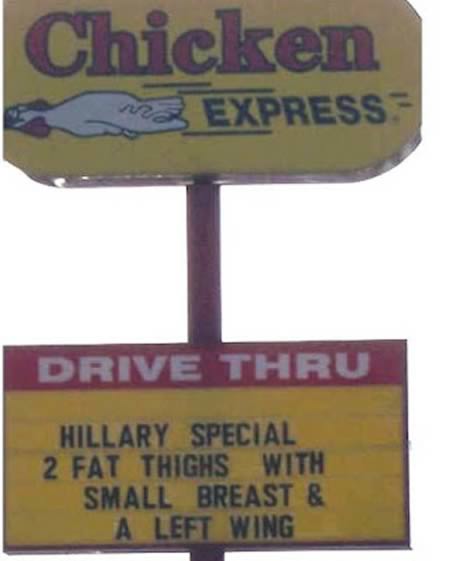 Chicken
EXPRESS
DRIVE THRU
HILLARY SPECIAL
2 FAT THIGHS WITH
SMALL BREAST &
A LEFT WING